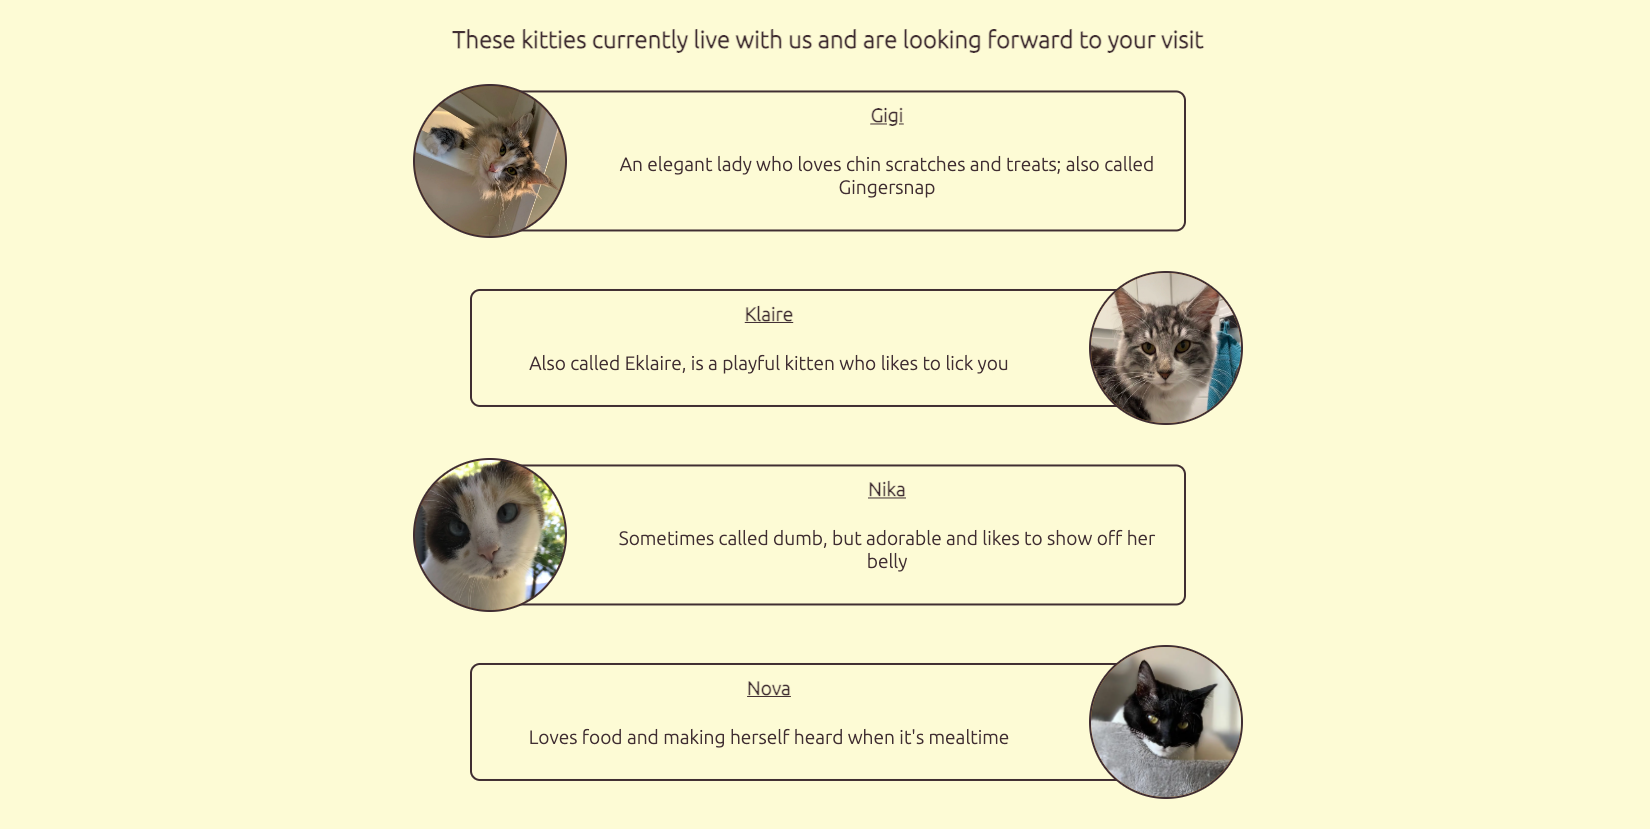 These kitties currently live with us and are looking forward to your visit
Gigi
An elegant lady who loves chin scratches and treats; also called
Gingersnap
Klaire
Also called Eklaire, is a playful kitten who likes to lick you
Nika
Sometimes called dumb, but adorable and likes to show off her
belly
Nova
Loves food and making herself heard when it's mealtime